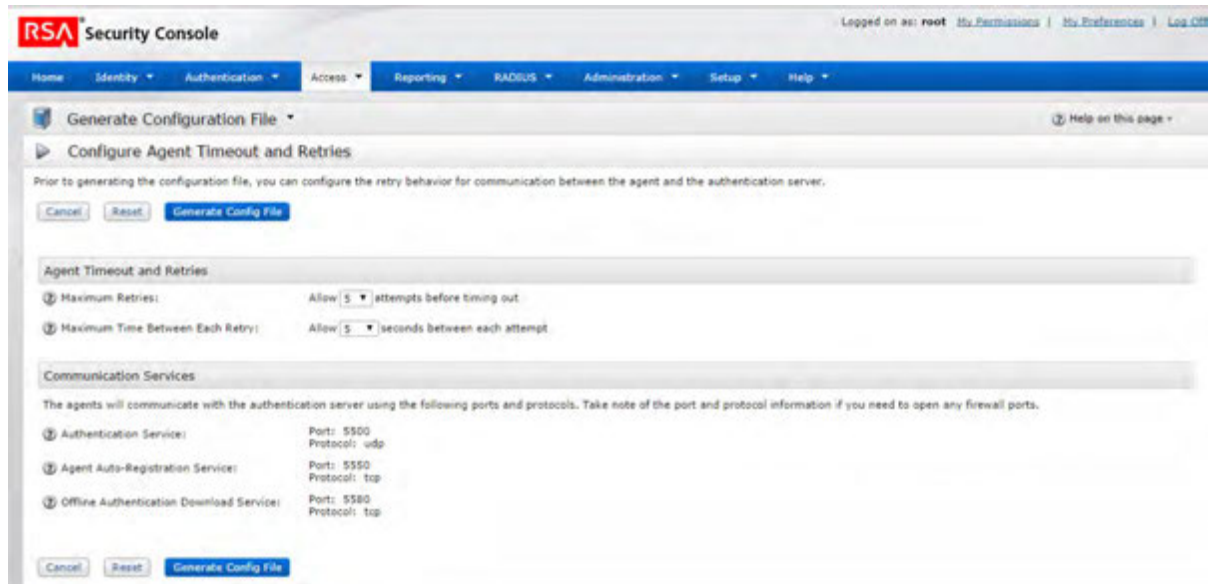 RSA Security Console
Logged on as: root My Permissions | My Preferences | Log Off
Home Identity Authentication Access Reporting RADIUS Administration Setup Help
Generate Configuration File
Help on this page
Configure Agent Timeout and Retries
Prior to generating the configuration file, you can configure the retry behavior for communication between the agent and the authentication server.
Cancel Reset Generate Config File
Agent Timeout and Retries
Maximum Retries: Allow 5 attempts before timing out
Maximum Time Between Each Retry: Allow 5 seconds between each attempt
Communication Services
The agents will communicate with the authentication server using the following ports and protocols. Take note of the port and protocol information if you need to open any firewall ports.
Authentication Service: Port: 5500
Protocol: udp
Agent Auto-Registration Service: Port: 5550
Protocol: tcp
Offline Authentication Download Service: Port: 5580
Protocol: tcp
Cancel Reset Generate Config File